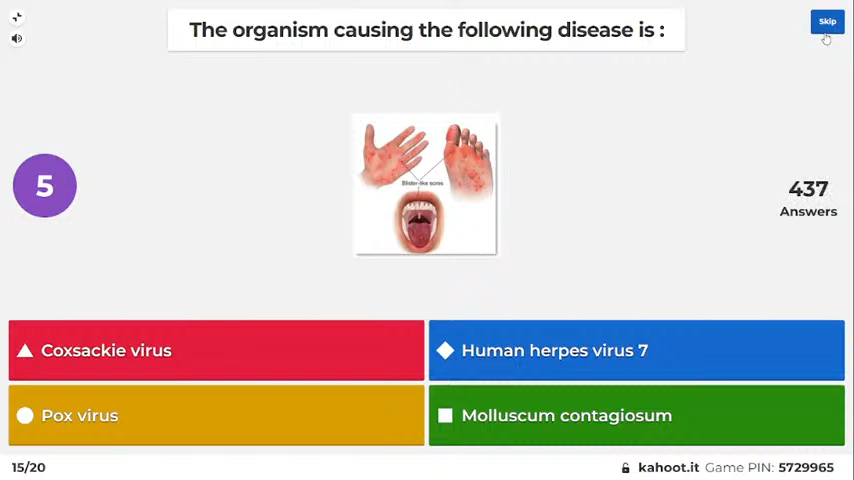 The organism causing the following disease is :
Skip
5
Blister-like sores
437
Answers
Coxsackie virus
Human herpes virus 7
Pox virus
Molluscum contagiosum
15/20
kahoot.it Game PIN: 5729965